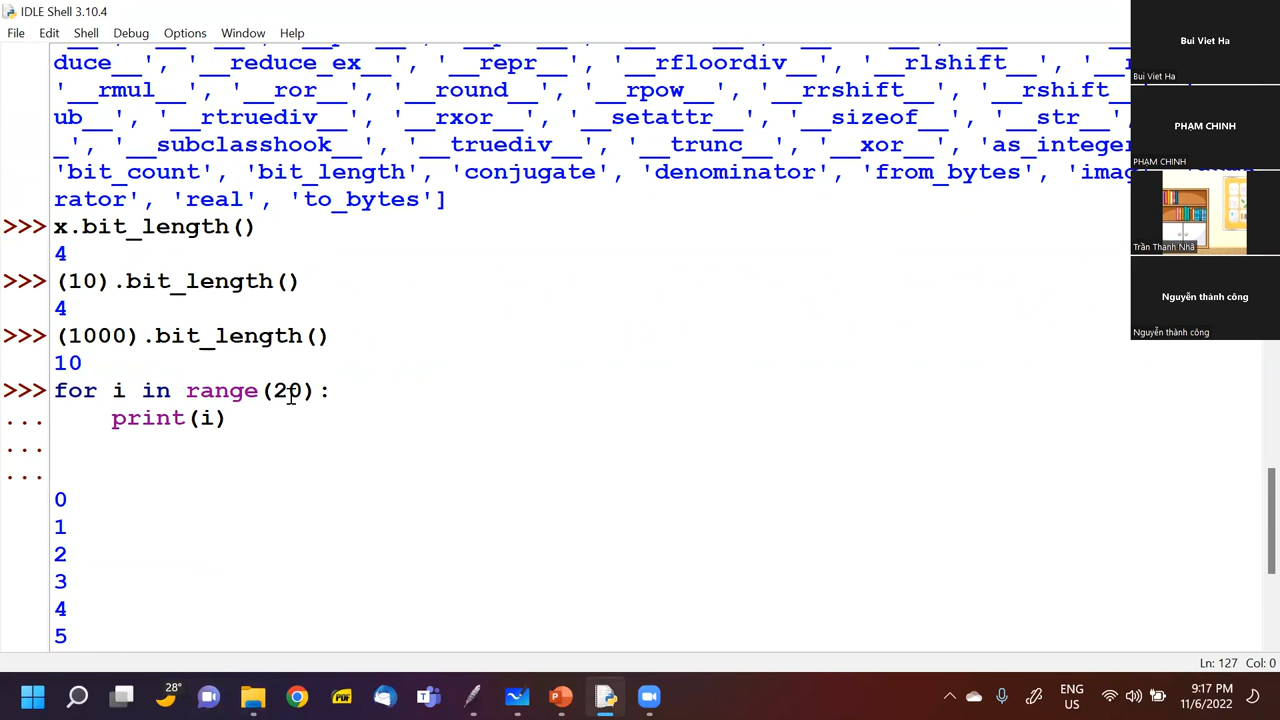 IDLE Shell 3.10.4
File Edit Shell Debug Options Window Help
duce__', '__reduce_ex__', '__repr__', '__rfloordiv__', '__rlshift__',
'__rmul__', '__ror__', '__round__', '__rpow__', '__rrshift__', '__rshift
ub__', '__rtruediv__', '__rxor__', '__setattr__', '__sizeof__', '__str__',
_', '__subclasshook__', '__truediv__', '__trunc__', '__xor__', 'as_integer
'bit_count', 'bit_length', 'conjugate', 'denominator', 'from_bytes', 'imag
rator', 'real', 'to_bytes']
>>> x.bit_length()
4
>>> (10).bit_length()
4
>>> (1000).bit_length()
10
>>> for i in range(20):
... print(i)
...
...
0
1
2
3
4
5
Bui Viet Ha
Bui Viet Ha
PHẠM CHINH
PHẠM CHINH
Trần Thanh Nhã
Nguyễn thành công
Nguyễn thành công
Ln: 127 Col: 0
28°
PDF
ENG
US
9:17 PM
11/6/2022